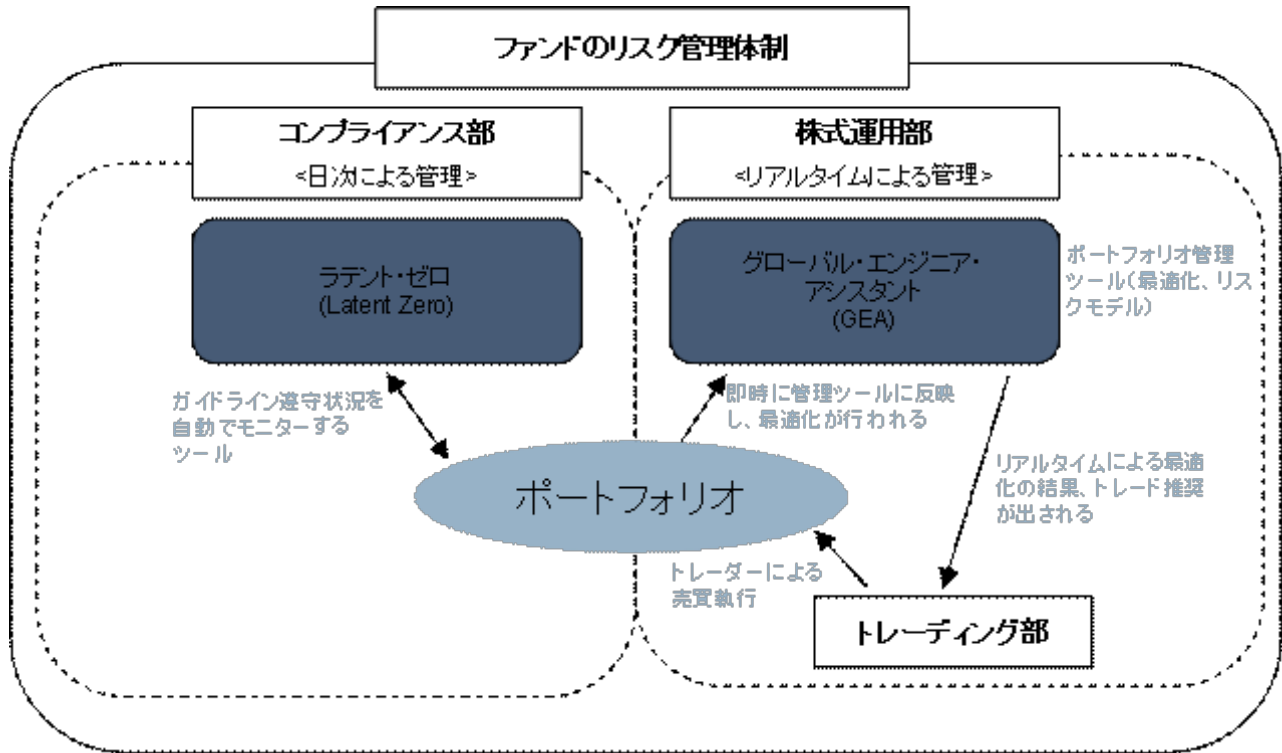 ファンドのリスク管理体制
コンプライアンス部
<日次による管理>
ラテント・ゼロ
(Latent Zero)
ガイドライン遵守状況を
自動でモニターする
ツール
株式運用部
<リアルタイムによる管理>
グローバル・エンジニア・
アシスタント
(GEA)
ポートフォリオ管理
ツール(最適化、リス
クモデル)
即時に管理ツールに反映
し、最適化が行われる
ポートフォリオ
リアルタイムによる最適
化の結果、トレード推奨
が出される
トレーダーによる
売買執行
トレーディング部